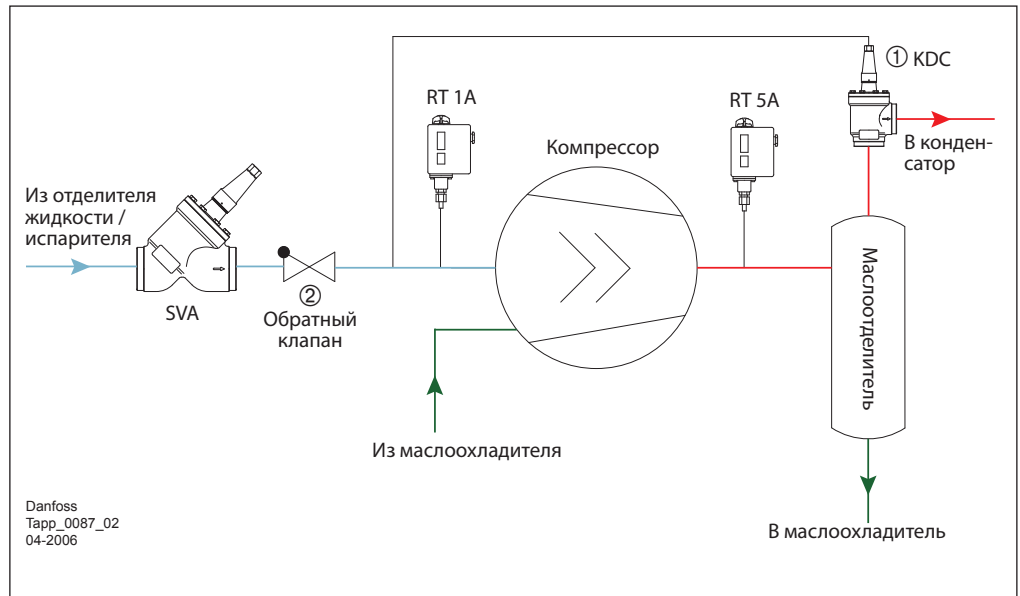 ① KDC
RT 1A
RT 5A
В конден-
сатор
Компрессор
Из отделителя
жидкости /
испарителя
SVA
②
Обратный
клапан
Маслоотделитель
Из маслоохладителя
В маслоохладитель
Danfoss
Tapp_0087_02
04-2006